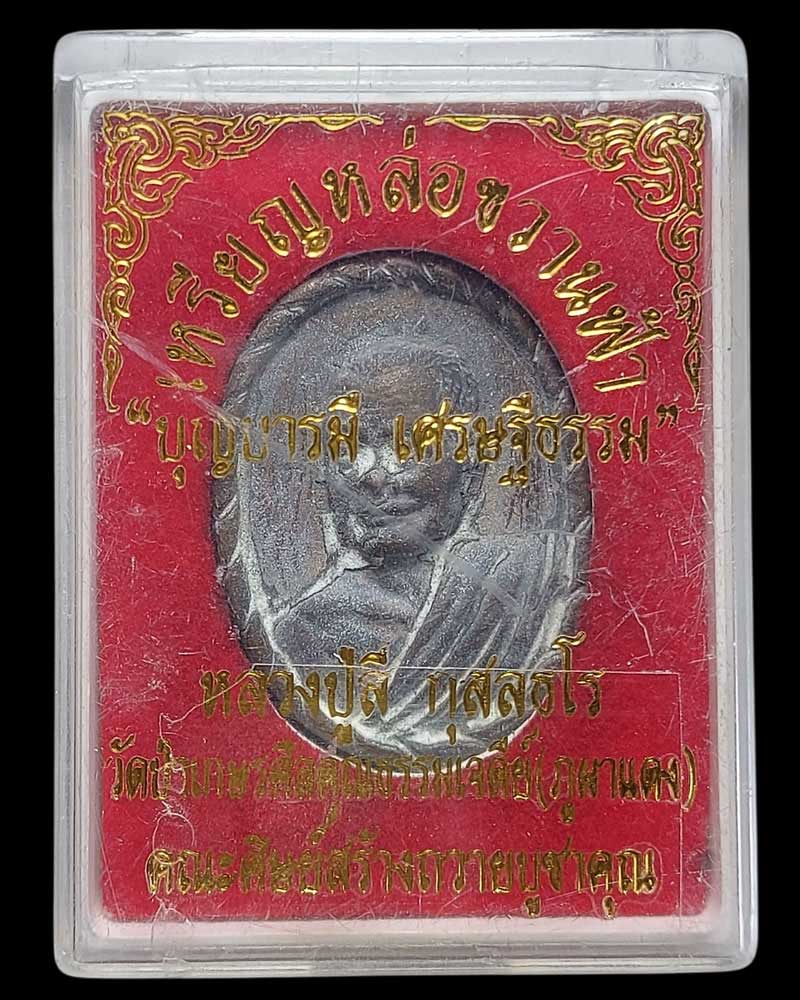 เหรียญหล่อขวานฟ้า
“บุญบารมี เศรษฐีธรรม”
หลวงปู่ลี กุสลธโร
วัดป่าเกษรศีลคุณธรรมเจดีย์(ภูผาแดง)
คณะศิษย์สร้างถวายบูชาคุณ